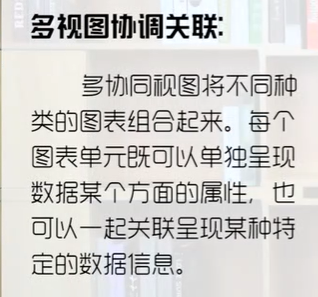 多视图协调关联:
多协同视图将不同种
类的图表组合起来。每个
图表单元既可以单独呈现
数据某个方面的属性，也
可以一起关联呈现某种特
定的数据信息。